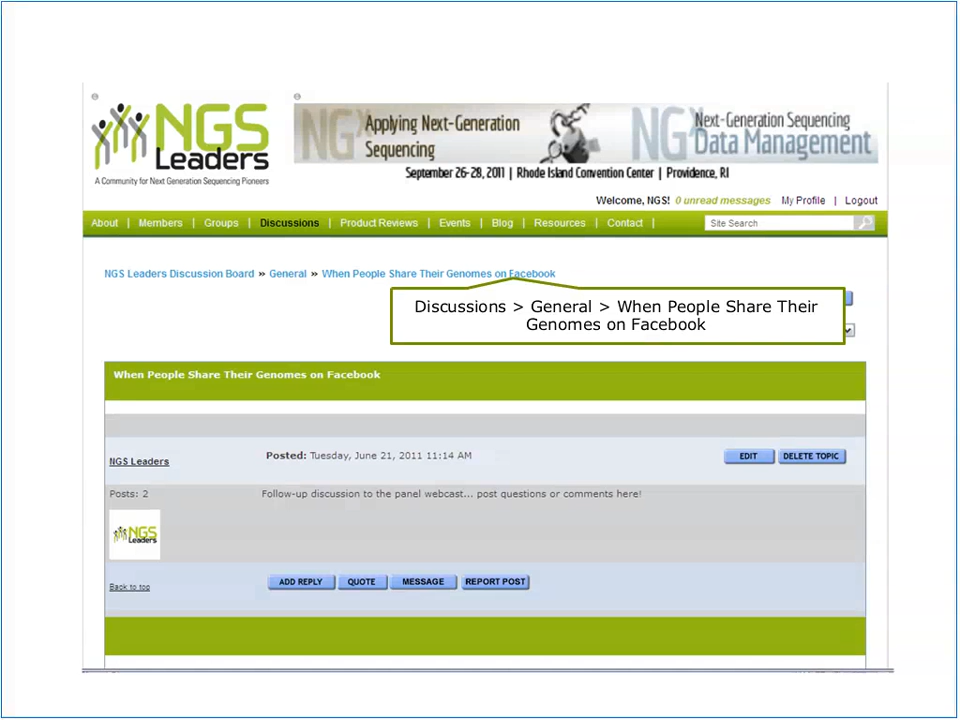 NGS
Leaders
A Community for Next Generation Sequencing Pioneers
NG Applying Next-Generation
Sequencing
NG Next-Generation Sequencing
Data Management
September 26-28, 2011 | Rhode Island Convention Center | Providence, RI
Welcome, NGS! 0 unread messages My Profile | Logout
About | Members | Groups | Discussions | Product Reviews | Events | Blog | Resources | Contact |
Site Search
NGS Leaders Discussion Board » General » When People Share Their Genomes on Facebook
Discussions > General > When People Share Their
Genomes on Facebook
When People Share Their Genomes on Facebook
NGS Leaders
Posted: Tuesday, June 21, 2011 11:14 AM
EDIT
DELETE TOPIC
Posts: 2
Follow-up discussion to the panel webcast... post questions or comments here!
NGS
Leaders
Back to top
ADD REPLY
QUOTE
MESSAGE
REPORT POST